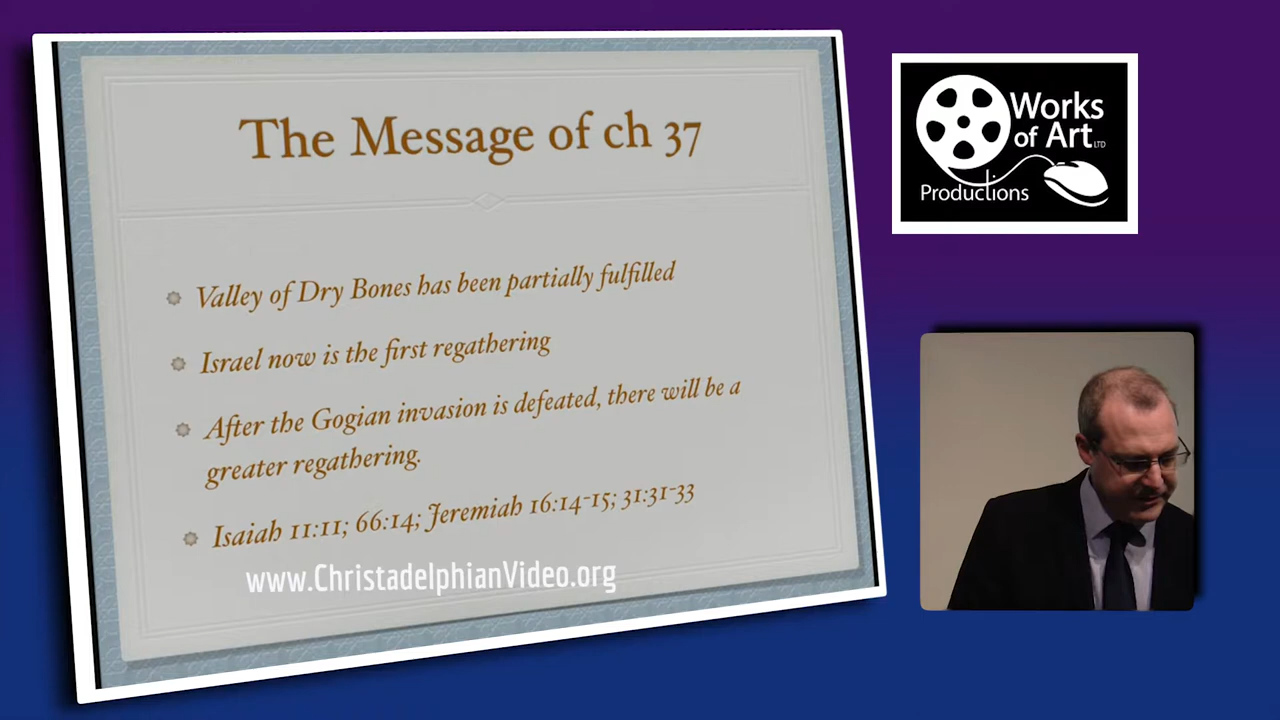 The Message of ch 37
Valley of Dry Bones has been partially fulfilled
Israel now is the first regathering
After the Gogian invasion is defeated, there will be a
greater regathering.
Isaiah 11:11; 66:14; Jeremiah 16:14-15; 31:31-33
www.ChristadelphianVideo.org
Works
of Art LTD
Productions